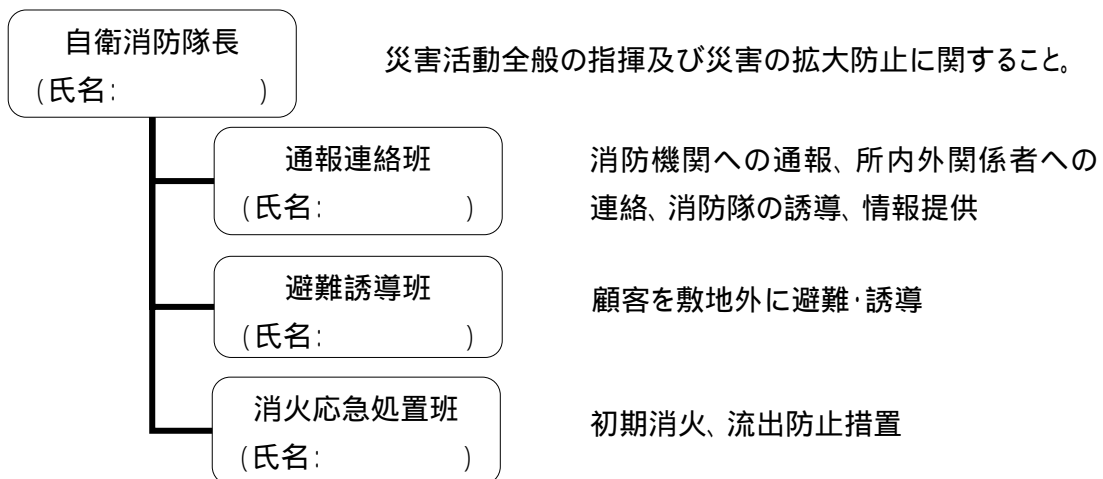 自衛消防隊長
(氏名:　　　　　)
災害活動全般の指揮及び災害の拡大防止に関すること。
通報連絡班
(氏名:　　　　　)
消防機関への通報、所内外関係者への
連絡、消防隊の誘導、情報提供
避難誘導班
(氏名:　　　　　)
顧客を敷地外に避難・誘導
消火応急処置班
(氏名:　　　　　)
初期消火、流出防止措置